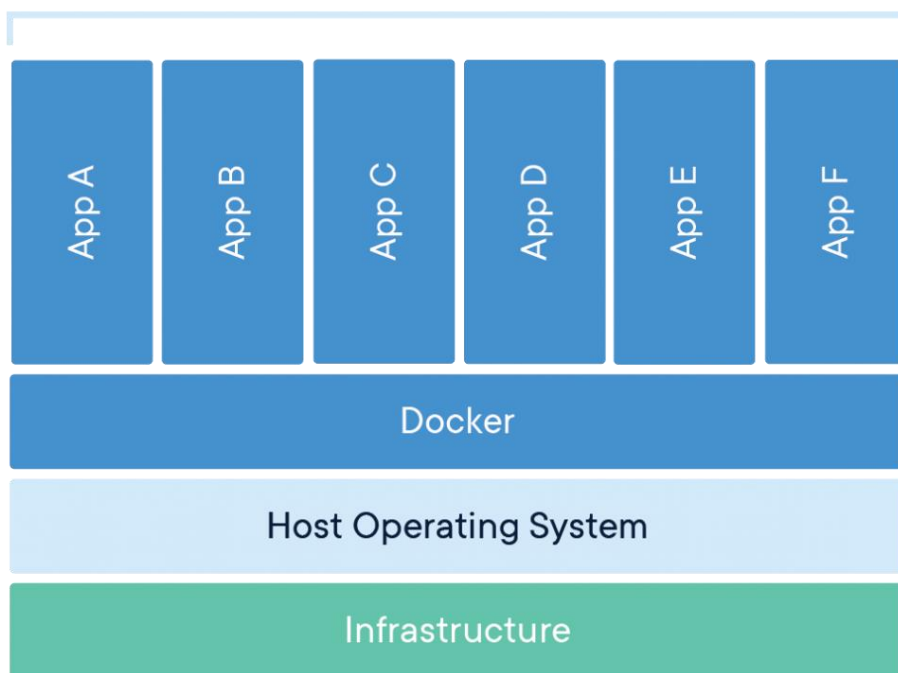 App A
App B
App C
App D
App E
App F
Docker
Host Operating System
Infrastructure